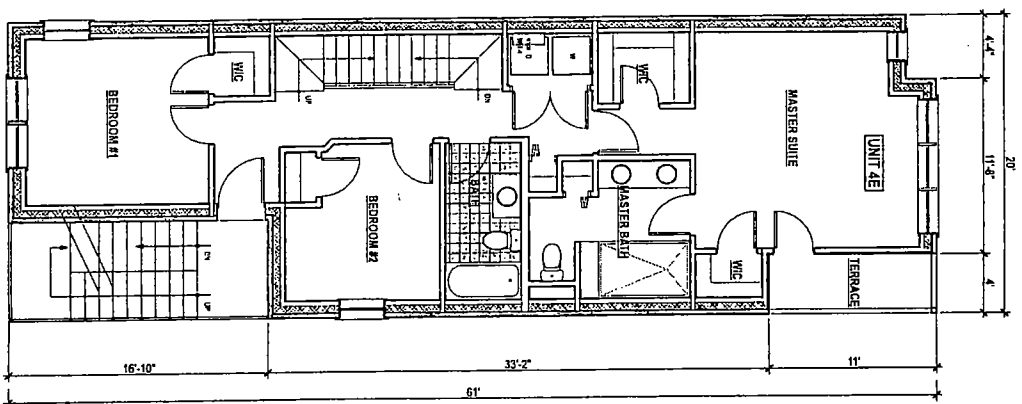 BEDROOM #1
WIC
UP
DN
D
W
WIC
MASTER SUITE
UNIT 4E
BEDROOM #2
BATH
MASTER BATH
WIC
TERRACE
DN
UP
4'-4"
11'-8"
4'
20'
16'-10"
33'-2"
11'
61'